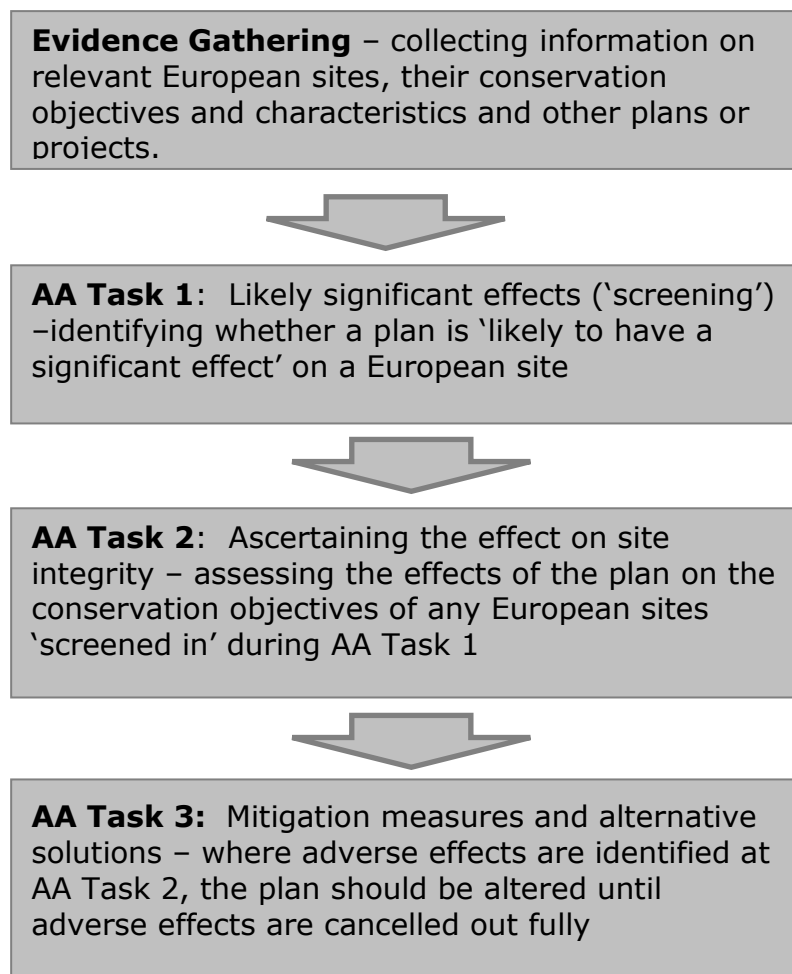 Evidence Gathering – collecting information on
relevant European sites, their conservation
objectives and characteristics and other plans or
projects.
AA Task 1:  Likely significant effects (‘screening’)
–identifying whether a plan is ‘likely to have a
significant effect’ on a European site
AA Task 2:  Ascertaining the effect on site
integrity – assessing the effects of the plan on the
conservation objectives of any European sites
‘screened in’ during AA Task 1
AA Task 3:  Mitigation measures and alternative
solutions – where adverse effects are identified at
AA Task 2, the plan should be altered until
adverse effects are cancelled out fully